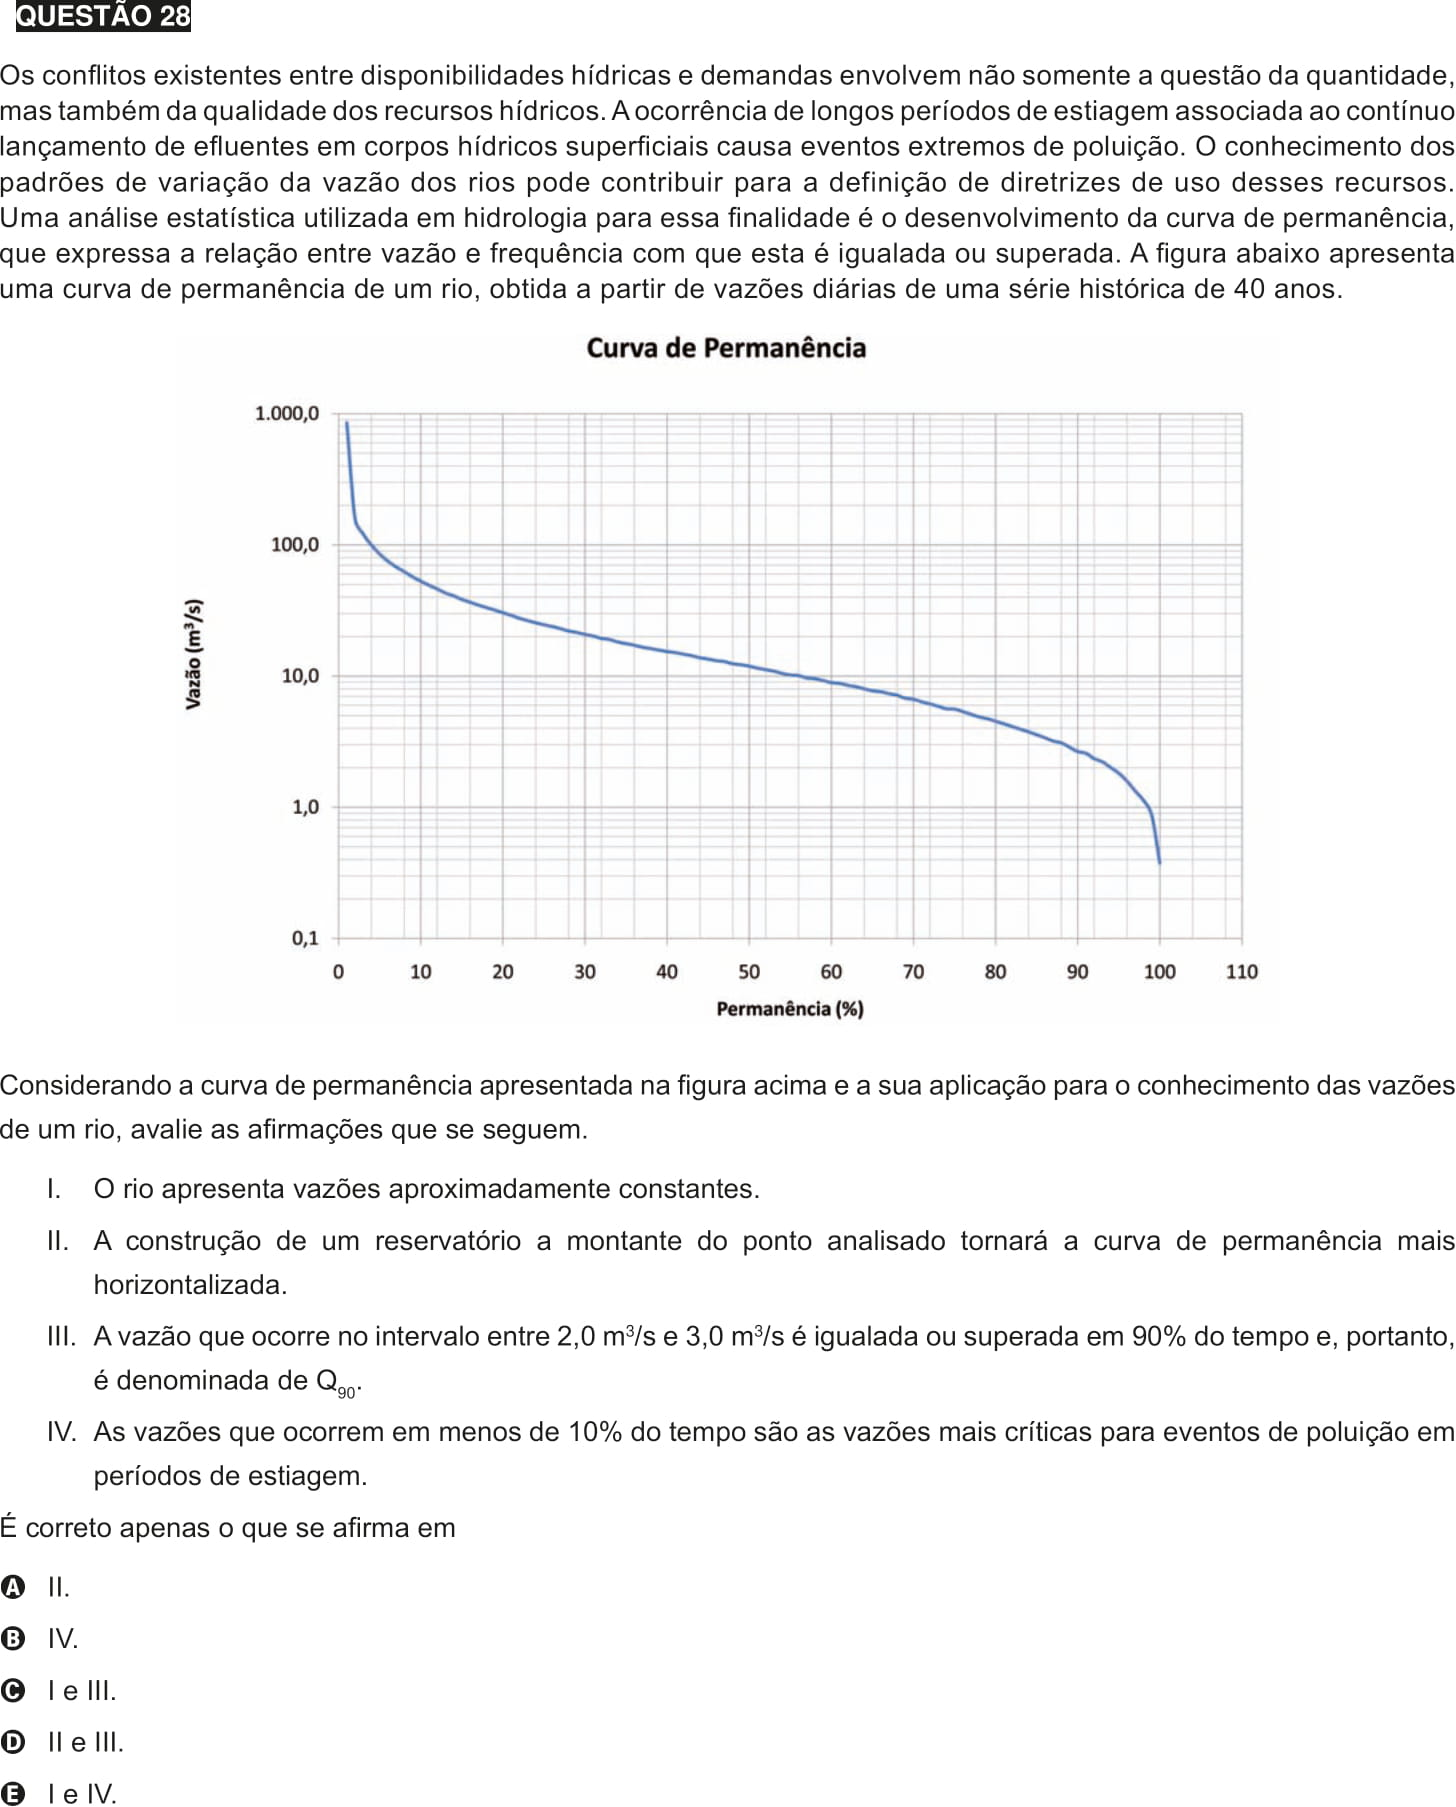 QUESTÃO 28
Os conflitos existentes entre disponibilidades hídricas e demandas envolvem não somente a questão da quantidade,
mas também da qualidade dos recursos hídricos. A ocorrência de longos períodos de estiagem associada ao contínuo
lançamento de efluentes em corpos hídricos superficiais causa eventos extremos de poluição. O conhecimento dos
padrões de variação da vazão dos rios pode contribuir para a definição de diretrizes de uso desses recursos.
Uma análise estatística utilizada em hidrologia para essa finalidade é o desenvolvimento da curva de permanência,
que expressa a relação entre vazão e frequência com que esta é igualada ou superada. A figura abaixo apresenta
uma curva de permanência de um rio, obtida a partir de vazões diárias de uma série histórica de 40 anos.
Curva de Permanência
1.000,0
100,0
10,0
1,0
0,1
Vazão (m³/s)
0 10 20 30 40 50 60 70 80 90 100 110
Permanência (%)
Considerando a curva de permanência apresentada na figura acima e a sua aplicação para o conhecimento das vazões
de um rio, avalie as afirmações que se seguem.
I. O rio apresenta vazões aproximadamente constantes.
II. A construção de um reservatório a montante do ponto analisado tornará a curva de permanência mais
horizontalizada.
III. A vazão que ocorre no intervalo entre 2,0 m³/s e 3,0 m³/s é igualada ou superada em 90% do tempo e, portanto,
é denominada de Q₉₀.
IV. As vazões que ocorrem em menos de 10% do tempo são as vazões mais críticas para eventos de poluição em
períodos de estiagem.
É correto apenas o que se afirma em
A II.
B IV.
C I e III.
D II e III.
E I e IV.